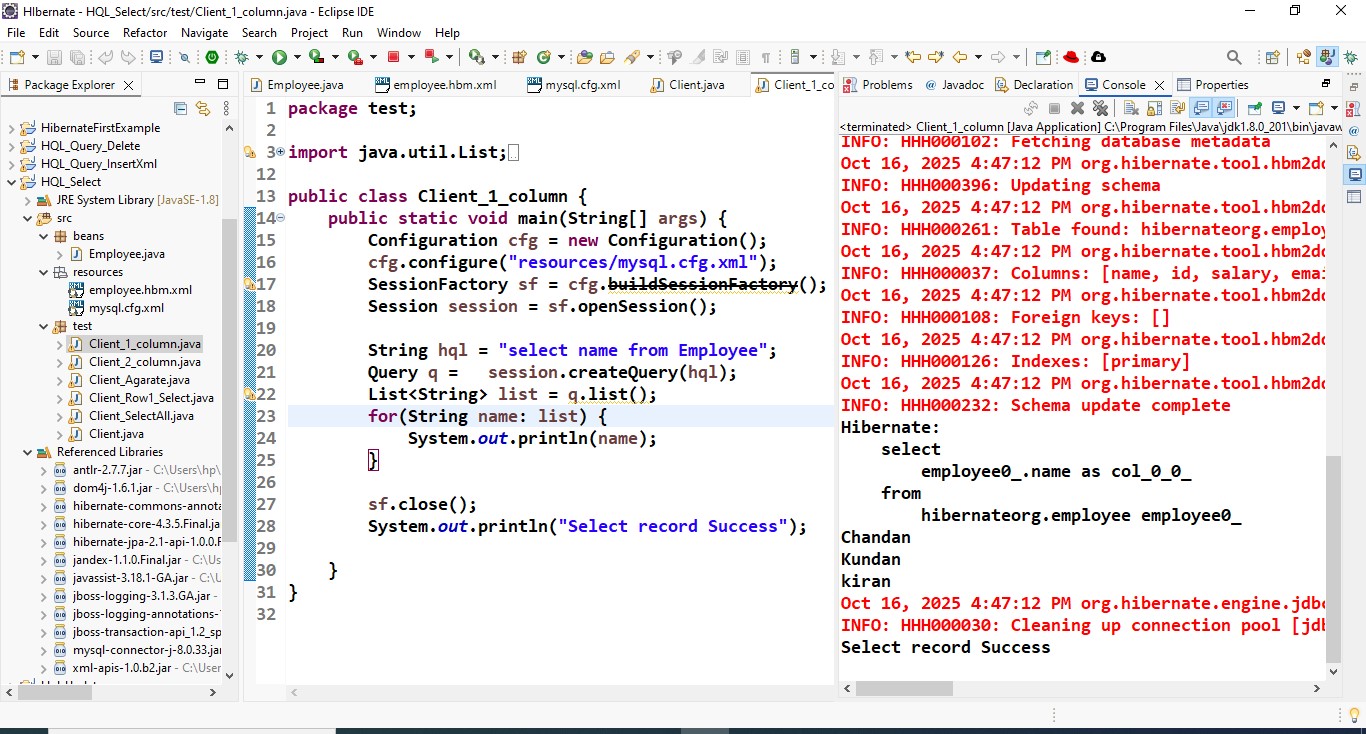 HIbernate - HQL_Select/src/test/Client_1_column.java - Eclipse IDE
File Edit Source Refactor Navigate Search Project Run Window Help
Package Explorer
HibernateFirstExample
HQL_Query_Delete
HQL_Query_InsertXml
HQL_Select
JRE System Library [JavaSE-1.8]
src
beans
Employee.java
resources
employee.hbm.xml
mysql.cfg.xml
test
Client_1_column.java
Client_2_column.java
Client_Agarate.java
Client_Row1_Select.java
Client_SelectAll.java
Client.java
Referenced Libraries
antlr-2.7.7.jar - C:\Users\hp\
dom4j-1.6.1.jar - C:\Users\h
hibernate-commons-annota
hibernate-core-4.3.5.Final.ja
hibernate-jpa-2.1-api-1.0.0.F
jandex-1.1.0.Final.jar - C:\Us
javassist-3.18.1-GA.jar - C:\U
jboss-logging-3.1.3.GA.jar -
jboss-logging-annotations-
jboss-transaction-api_1.2_sp
mysql-connector-j-8.0.33.jar
xml-apis-1.0.b2.jar - C:\User
Employee.java employee.hbm.xml mysql.cfg.xml Client.java Client_1_co
1 package test;
2
3 import java.util.List;
12
13 public class Client_1_column {
14 public static void main(String[] args) {
15 Configuration cfg = new Configuration();
16 cfg.configure("resources/mysql.cfg.xml");
17 SessionFactory sf = cfg.buildSessionFactory();
18 Session session = sf.openSession();
19
20 String hql = "select name from Employee";
21 Query q = session.createQuery(hql);
22 List<String> list = q.list();
23 for(String name: list) {
24 System.out.println(name);
25 }
26
27 sf.close();
28 System.out.println("Select record Success");
29
30 }
31 }
32
Problems Javadoc Declaration Console Properties
<terminated> Client_1_column [Java Application] C:\Program Files\Java\jdk1.8.0_201\bin\javaw
INFO: HHH000102: Fetching database metadata
Oct 16, 2025 4:47:12 PM org.hibernate.tool.hbm2dd
INFO: HHH000396: Updating schema
Oct 16, 2025 4:47:12 PM org.hibernate.tool.hbm2dd
INFO: HHH000261: Table found: hibernateorg.employ
Oct 16, 2025 4:47:12 PM org.hibernate.tool.hbm2dd
INFO: HHH000037: Columns: [name, id, salary, emai
Oct 16, 2025 4:47:12 PM org.hibernate.tool.hbm2dd
INFO: HHH000108: Foreign keys: []
Oct 16, 2025 4:47:12 PM org.hibernate.tool.hbm2dd
INFO: HHH000126: Indexes: [primary]
Oct 16, 2025 4:47:12 PM org.hibernate.tool.hbm2dd
INFO: HHH000232: Schema update complete
Hibernate:
select
employee0_.name as col_0_0_
from
hibernateorg.employee employee0_
Chandan
Kundan
kiran
Oct 16, 2025 4:47:12 PM org.hibernate.engine.jdbc
INFO: HHH000030: Cleaning up connection pool [jdb
Select record Success